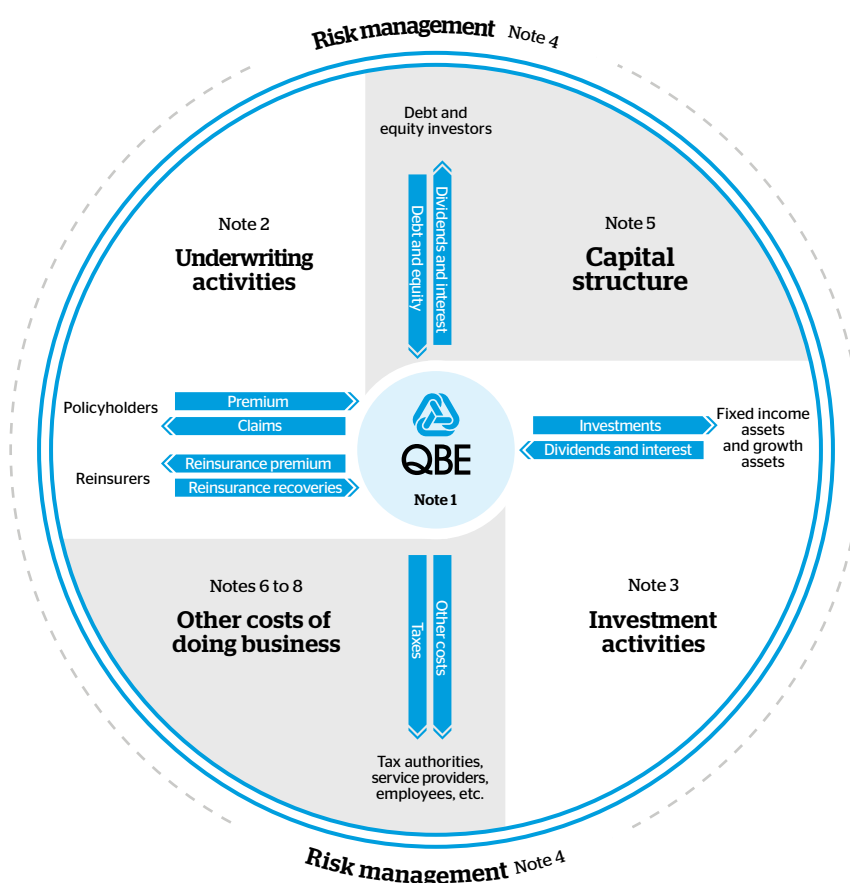 Risk management Note 4
Debt and
equity investors
Debt and equity
Dividends and interest
Note 2
Underwriting
activities
Note 5
Capital
structure
Policyholders
Premium
Claims
Reinsurers
Reinsurance premium
Reinsurance recoveries
QBE
Note 1
Investments
Dividends and interest
Fixed income
assets
and growth
assets
Notes 6 to 8
Other costs of
doing business
Taxes
Other costs
Note 3
Investment
activities
Tax authorities,
service providers,
employees, etc.
Risk management Note 4